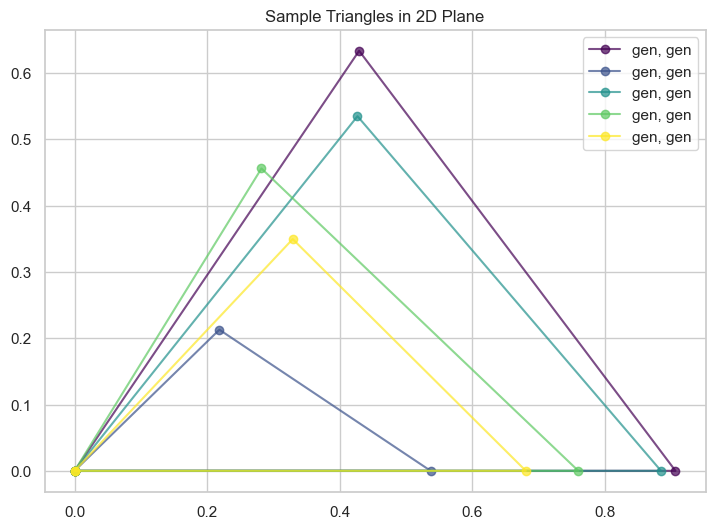 Sample Triangles in 2D Plane
gen, gen
gen, gen
gen, gen
gen, gen
gen, gen
0.6
0.5
0.4
0.3
0.2
0.1
0.0
0.0 0.2 0.4 0.6 0.8